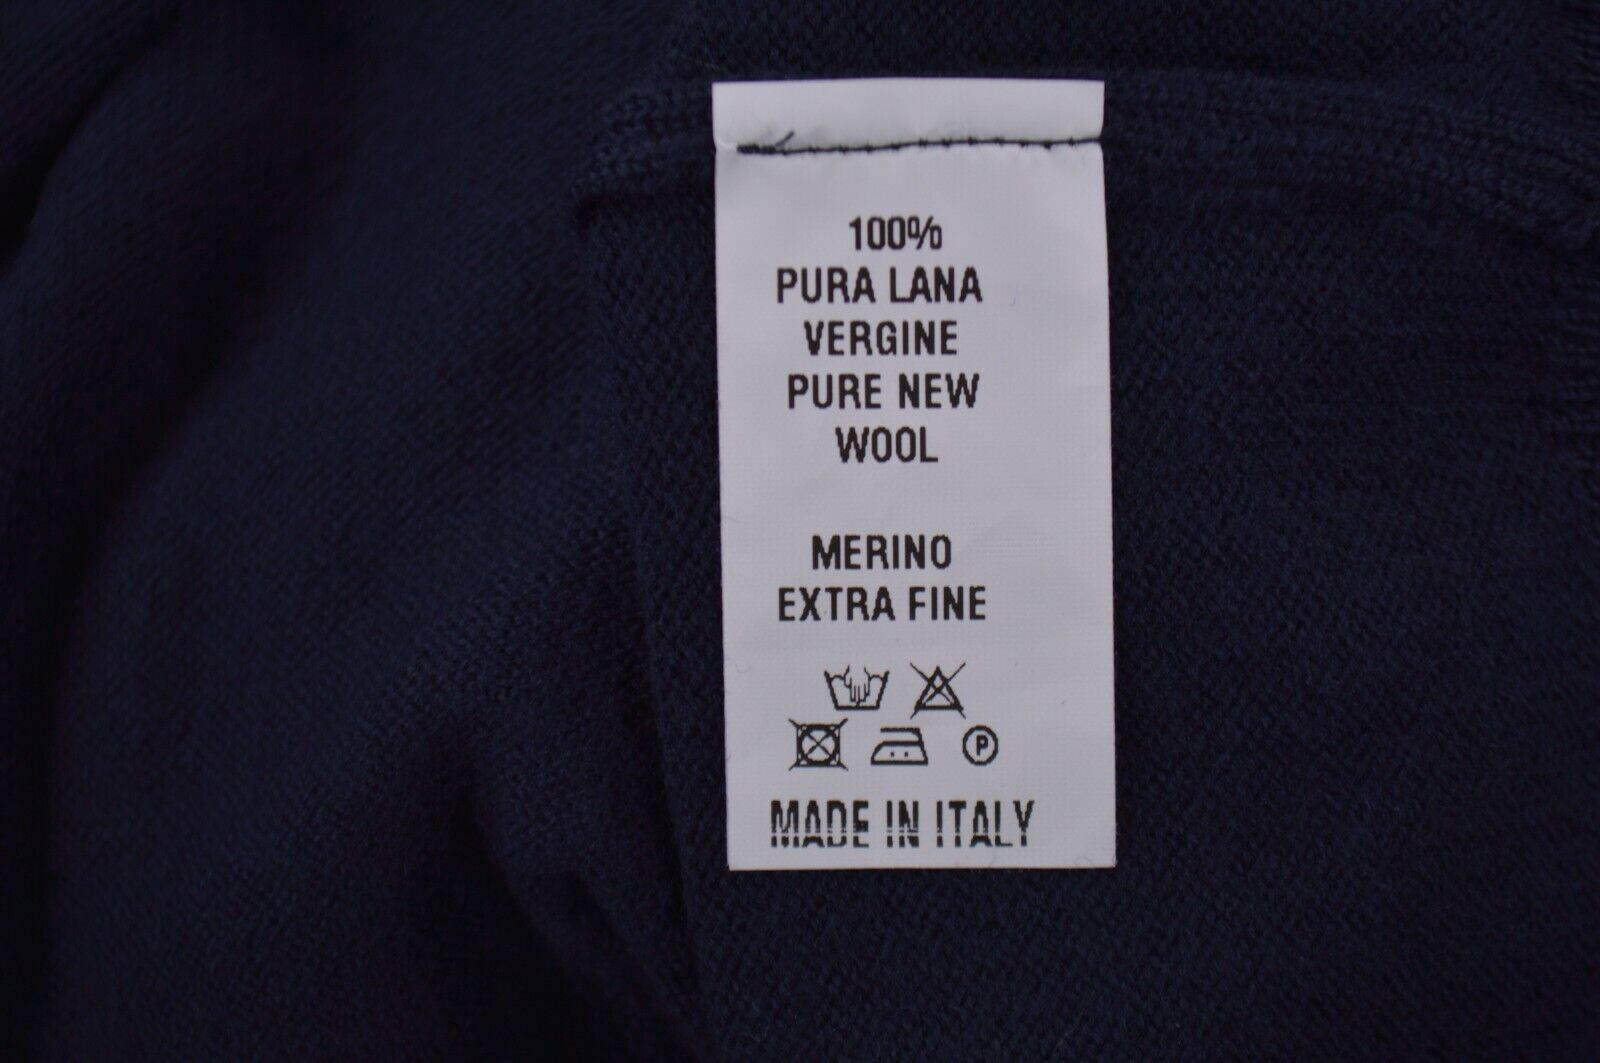 100%
PURA LANA
VERGINE
PURE NEW
WOOL
MERINO
EXTRA FINE
P
MADE IN ITALY